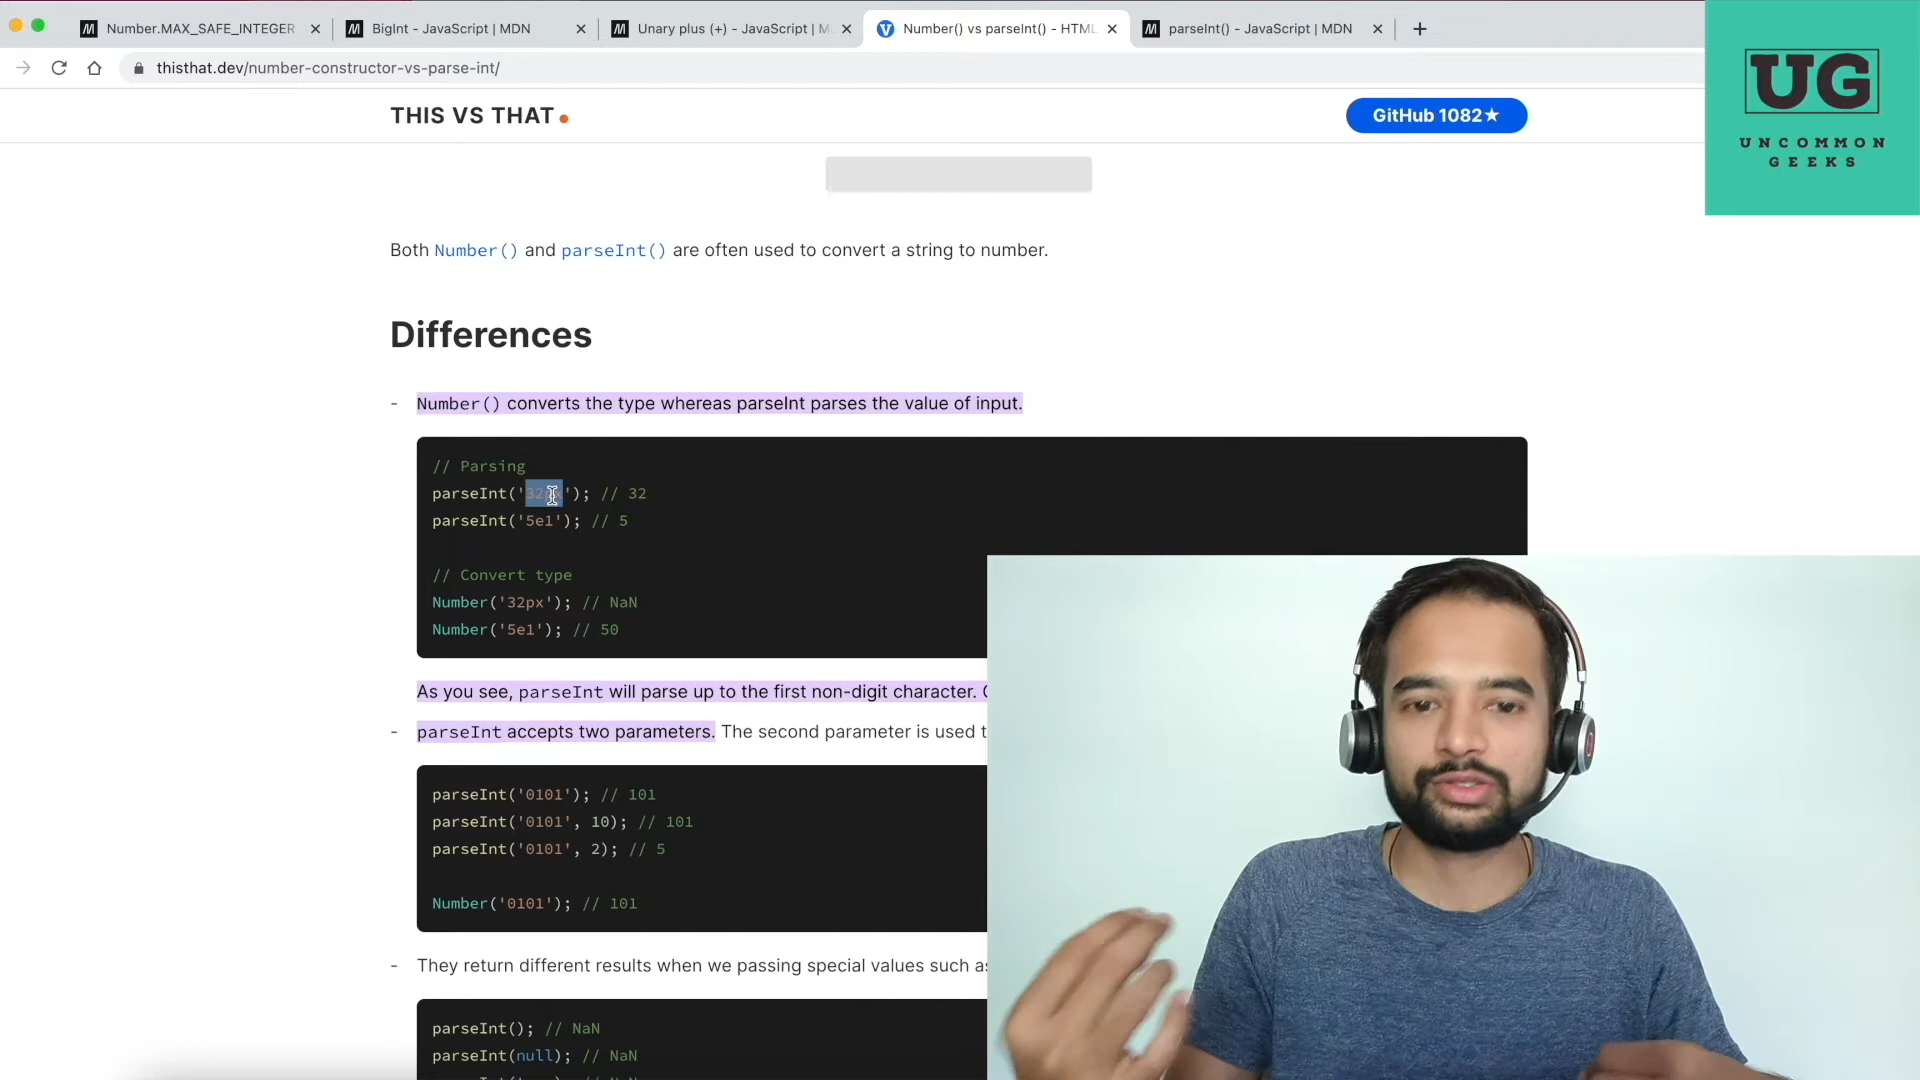 Number.MAX_SAFE_INTEGER
BigInt - JavaScript | MDN
Unary plus (+) - JavaScript | M
Number() vs parseInt() - HTML
parseInt() - JavaScript | MDN
thisthat.dev/number-constructor-vs-parse-int/
UG
UNCOMMON
GEEKS
THIS VS THAT
GitHub 1082★
Both Number() and parseInt() are often used to convert a string to number.
Differences
- Number() converts the type whereas parseInt parses the value of input.
// Parsing
parseInt('32px'); // 32
parseInt('5e1'); // 5
// Convert type
Number('32px'); // NaN
Number('5e1'); // 50
As you see, parseInt will parse up to the first non-digit character.
- parseInt accepts two parameters. The second parameter is used
parseInt('0101'); // 101
parseInt('0101', 10); // 101
parseInt('0101', 2); // 5
Number('0101'); // 101
- They return different results when we passing special values such as
parseInt(); // NaN
parseInt(null); // NaN